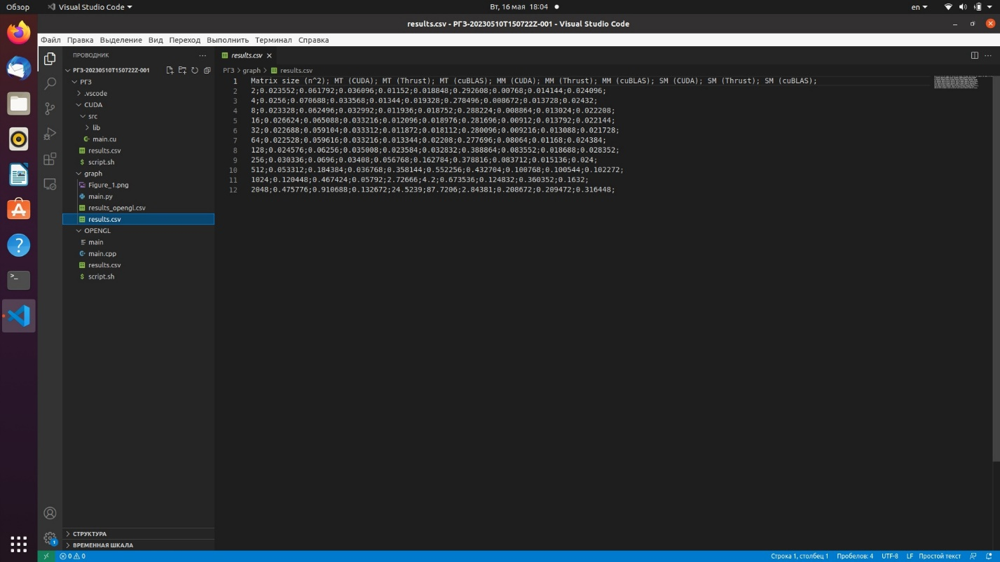 Обзор
Visual Studio Code
Вт, 16 мая 18:04
en
results.csv - РГЗ-20230510T150722Z-001 - Visual Studio Code
Файл Правка Выделение Вид Переход Выполнить Терминал Справка
ПРОВОДНИК
РГЗ-20230510T150722Z-001
РГЗ
.vscode
CUDA
src
lib
main.cu
results.csv
script.sh
graph
Figure_1.png
main.py
results_opengl.csv
results.csv
OPENGL
main
main.cpp
results.csv
script.sh
СТРУКТУРА
ВРЕМЕННАЯ ШКАЛА
results.csv
РГЗ > graph > results.csv
1 Matrix size (n^2); MT (CUDA); MT (Thrust); MT (cuBLAS); MM (CUDA); MM (Thrust); MM (cuBLAS); SM (CUDA); SM (Thrust); SM (cuBLAS);
2 2;0.023552;0.061792;0.036096;0.01152;0.018848;0.292608;0.00768;0.014144;0.024096;
3 4;0.0256;0.070688;0.033568;0.01344;0.019328;0.278496;0.008672;0.013728;0.02432;
4 8;0.023328;0.062496;0.032992;0.011936;0.018752;0.288224;0.008864;0.013024;0.022208;
5 16;0.026624;0.065088;0.033216;0.012096;0.018976;0.281696;0.00912;0.013792;0.022144;
6 32;0.022688;0.059104;0.033312;0.011872;0.018112;0.280096;0.009216;0.013088;0.021728;
7 64;0.022528;0.059616;0.033216;0.013344;0.02208;0.277696;0.08064;0.01168;0.024384;
8 128;0.024576;0.06256;0.035008;0.023584;0.032832;0.388864;0.083552;0.018688;0.028352;
9 256;0.030336;0.0696;0.03408;0.056768;0.162784;0.378816;0.083712;0.015136;0.024;
10 512;0.053312;0.184384;0.036768;0.358144;0.552256;0.432704;0.100768;0.100544;0.102272;
11 1024;0.120448;0.467424;0.05792;2.72666;4.2;0.673536;0.124832;0.360352;0.1632;
12 2048;0.475776;0.910688;0.132672;24.5239;87.7206;2.84381;0.208672;0.209472;0.316448;
1
0 0
Строка 1, столбец 1 Пробелов: 4 UTF-8 LF Простой текст